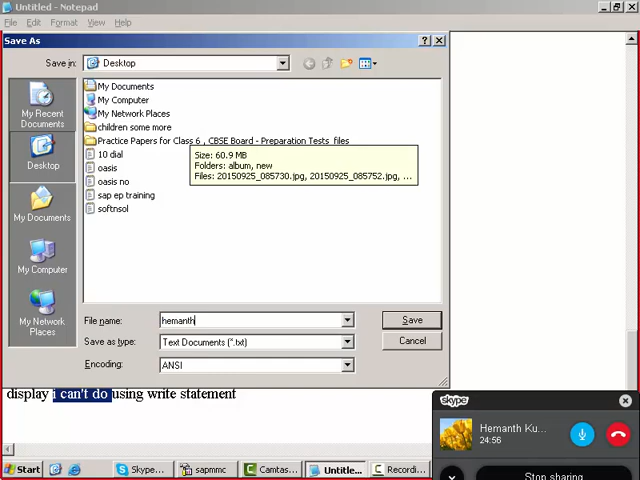 Untitled - Notepad
File Edit Format View Help
Save As
Save in: Desktop
My Recent
Documents
Desktop
My Documents
My Computer
My Network
Places
My Documents
My Computer
My Network Places
children some more
Practice Papers for Class 6 , CBSE Board - Preparation Tests_files
10 dial
oasis
oasis no
sap ep training
softnsol
Size: 60.9 MB
Folders: album, new
Files: 20150925_085730.jpg, 20150925_085752.jpg, ...
File name: hemanth Save
Save as type: Text Documents (*.txt) Cancel
Encoding: ANSI
display i can't do using write statement
skype
Hemanth Ku...
24:56
Stop sharing
Start Skype... sapmmc Camtas... Untitle... Recordi...